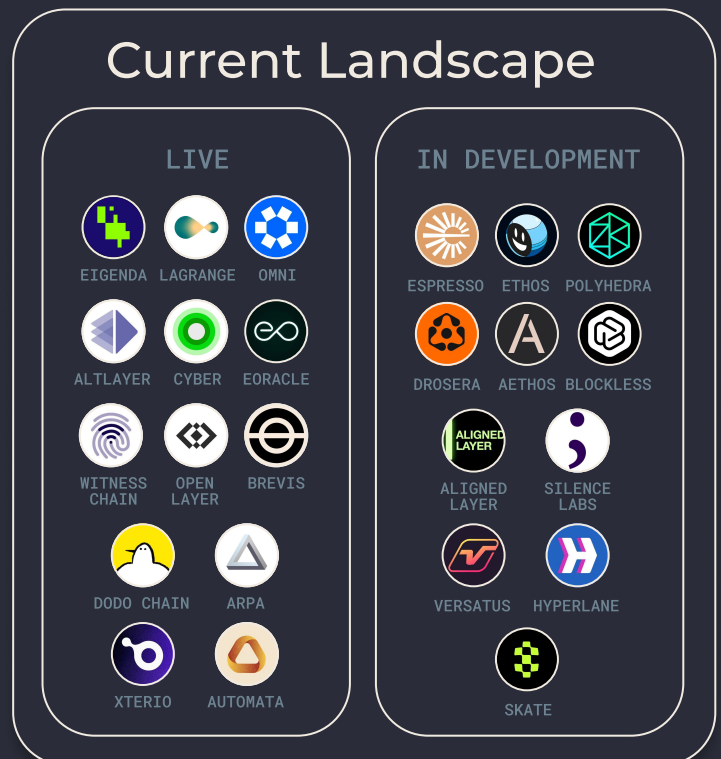 Current Landscape
LIVE
EIGENDA LAGRANGE OMNI
ALTLAYER CYBER EORACLE
WITNESS CHAIN OPEN LAYER BREVIS
DODO CHAIN ARPA
XTERIO AUTOMATA
IN DEVELOPMENT
ESPRESSO ETHOS POLYHEDRA
DROSERA AETHOS BLOCKLESS
ALIGNED LAYER
ALIGNED LAYER SILENCE LABS
VERSATUS HYPERLANE
SKATE